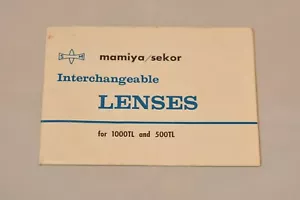 mamiya/sekor
Interchangeable
LENSES
for 1000TL and 500TL